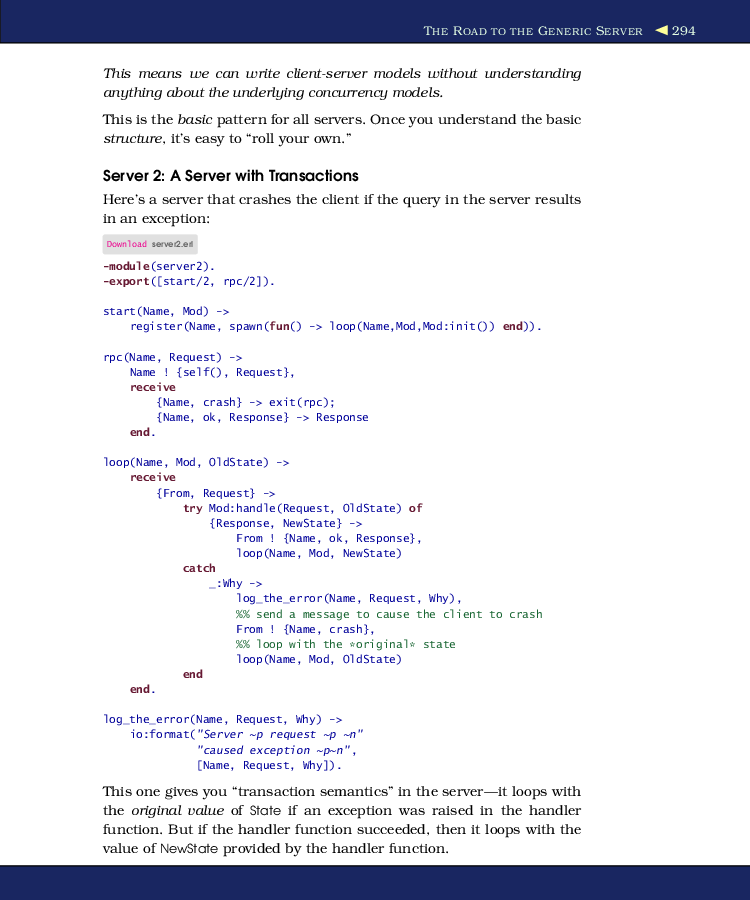 THE ROAD TO THE GENERIC SERVER ◀ 294
This means we can write client-server models without understanding
anything about the underlying concurrency models.
This is the basic pattern for all servers. Once you understand the basic
structure, it’s easy to “roll your own.”
Server 2: A Server with Transactions
Here’s a server that crashes the client if the query in the server results
in an exception:
Download server2.erl
-module(server2).
-export([start/2, rpc/2]).
start(Name, Mod) ->
    register(Name, spawn(fun() -> loop(Name,Mod,Mod:init()) end)).
rpc(Name, Request) ->
    Name ! {self(), Request},
    receive
        {Name, crash} -> exit(rpc);
        {Name, ok, Response} -> Response
    end.
loop(Name, Mod, OldState) ->
    receive
        {From, Request} ->
            try Mod:handle(Request, OldState) of
                {Response, NewState} ->
                    From ! {Name, ok, Response},
                    loop(Name, Mod, NewState)
            catch
                _:Why ->
                    log_the_error(Name, Request, Why),
                    %% send a message to cause the client to crash
                    From ! {Name, crash},
                    %% loop with the *original* state
                    loop(Name, Mod, OldState)
            end
    end.
log_the_error(Name, Request, Why) ->
    io:format("Server ~p request ~p ~n"
              "caused exception ~p~n",
              [Name, Request, Why]).
This one gives you “transaction semantics” in the server—it loops with
the original value of State if an exception was raised in the handler
function. But if the handler function succeeded, then it loops with the
value of NewState provided by the handler function.